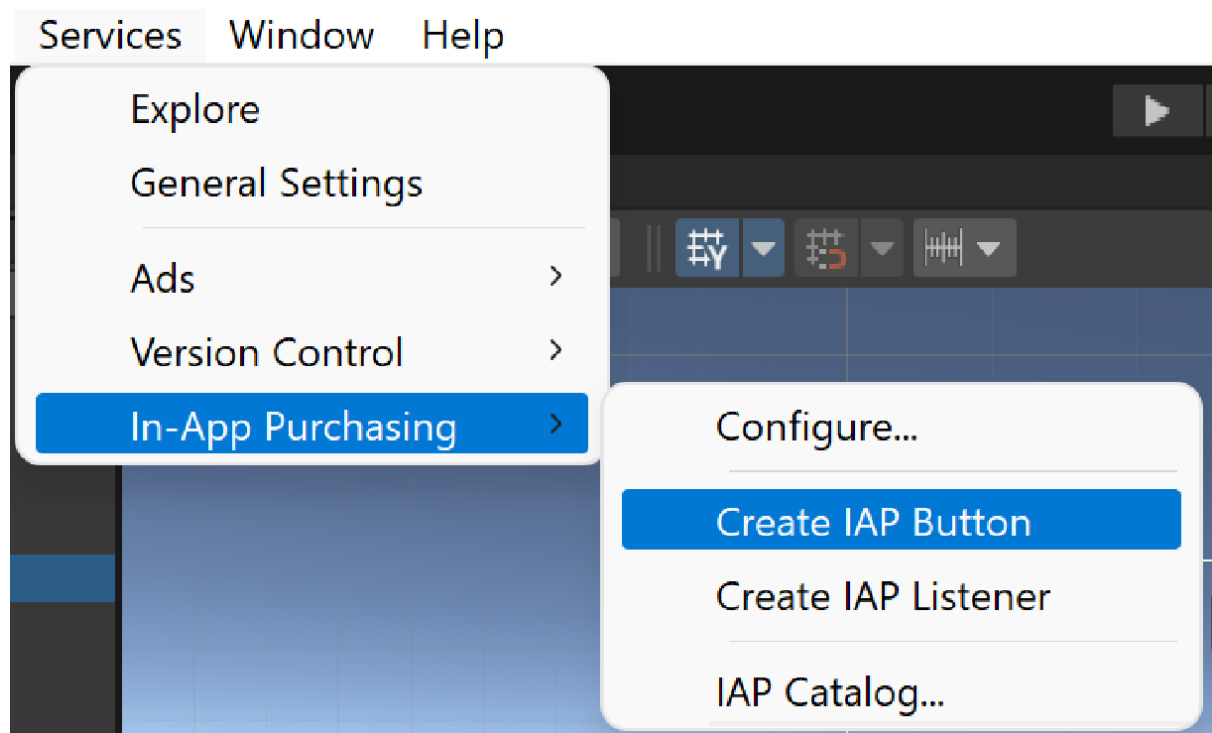 Services Window Help
Explore
General Settings
Ads
Version Control
In-App Purchasing
Configure...
Create IAP Button
Create IAP Listener
IAP Catalog...